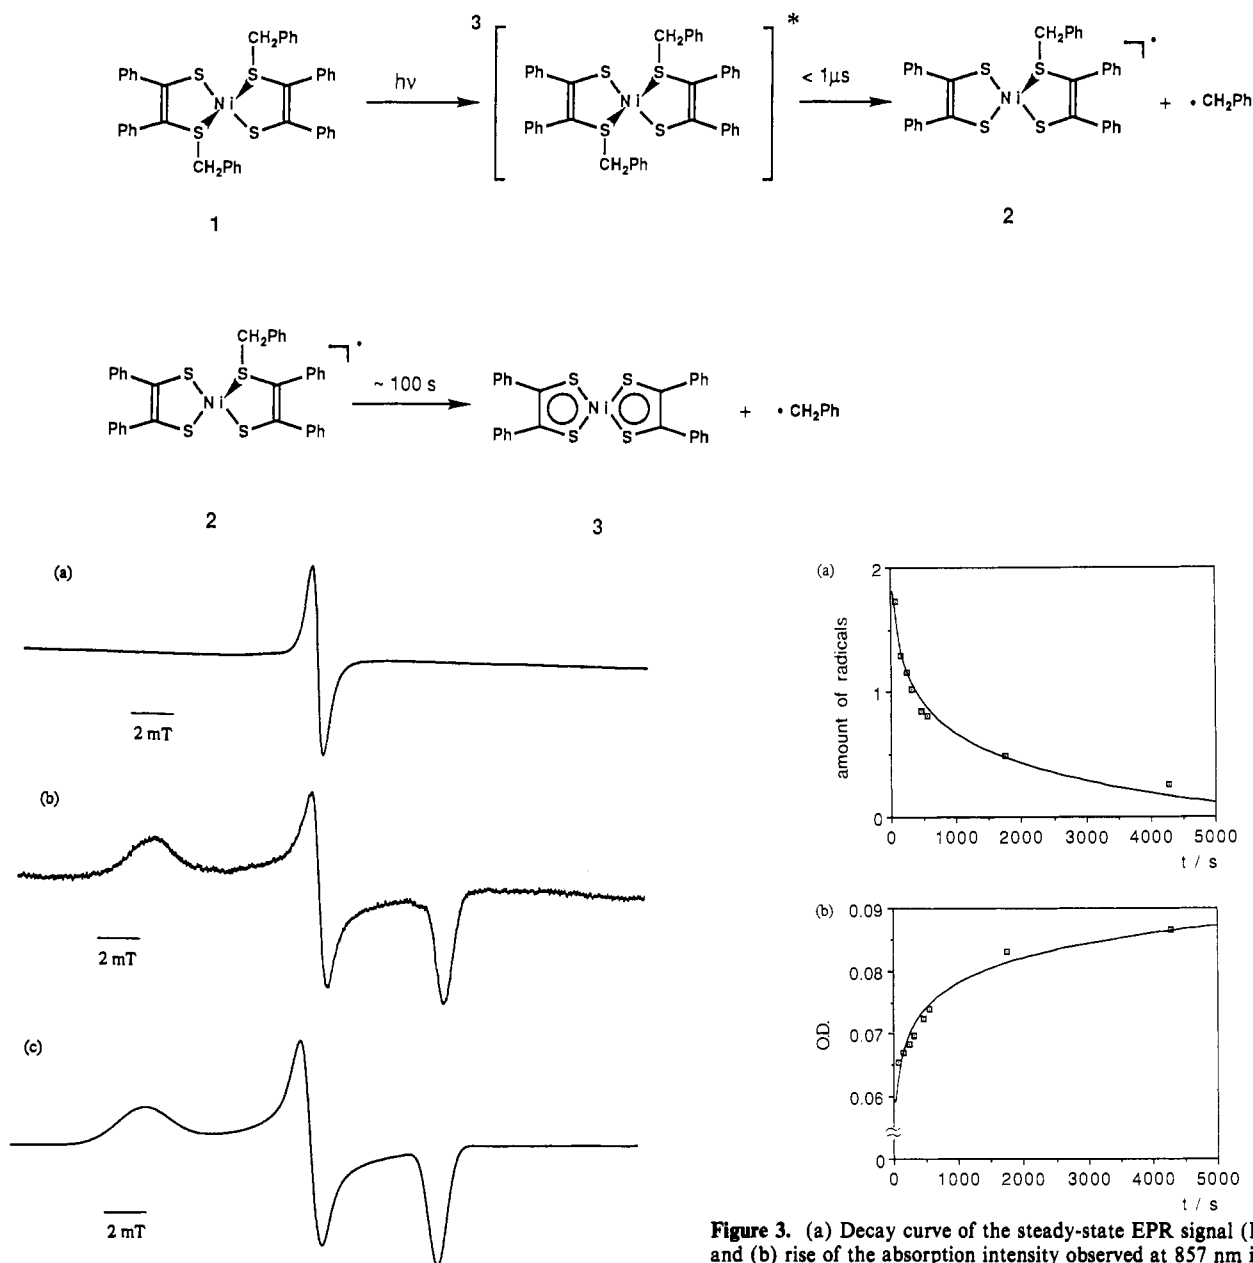 3
*
CH₂Ph
Ph
S
S
Ph
Ni
Ph
S
S
Ph
CH₂Ph
1
hν
CH₂Ph
Ph
S
S
Ph
Ni
Ph
S
S
Ph
CH₂Ph
< 1μs
CH₂Ph
Ph
S
S
Ph
Ni
Ph
S
S
Ph
•
2
+ • CH₂Ph
CH₂Ph
Ph
S
S
Ph
Ni
Ph
S
S
Ph
•
2
~ 100 s
Ph
S
S
Ph
Ni
Ph
S
S
Ph
3
+ • CH₂Ph
(a)
2 mT
(b)
2 mT
(c)
2 mT
(a)
2
1
0
amount of radicals
0 1000 2000 3000 4000 5000
t / s
(b)
0.09
0.08
0.07
0.06
0
O.D.
0 1000 2000 3000 4000 5000
t / s
Figure 3. (a) Decay curve of the steady-state EPR signal
and (b) rise of the absorption intensity observed at 857 nm